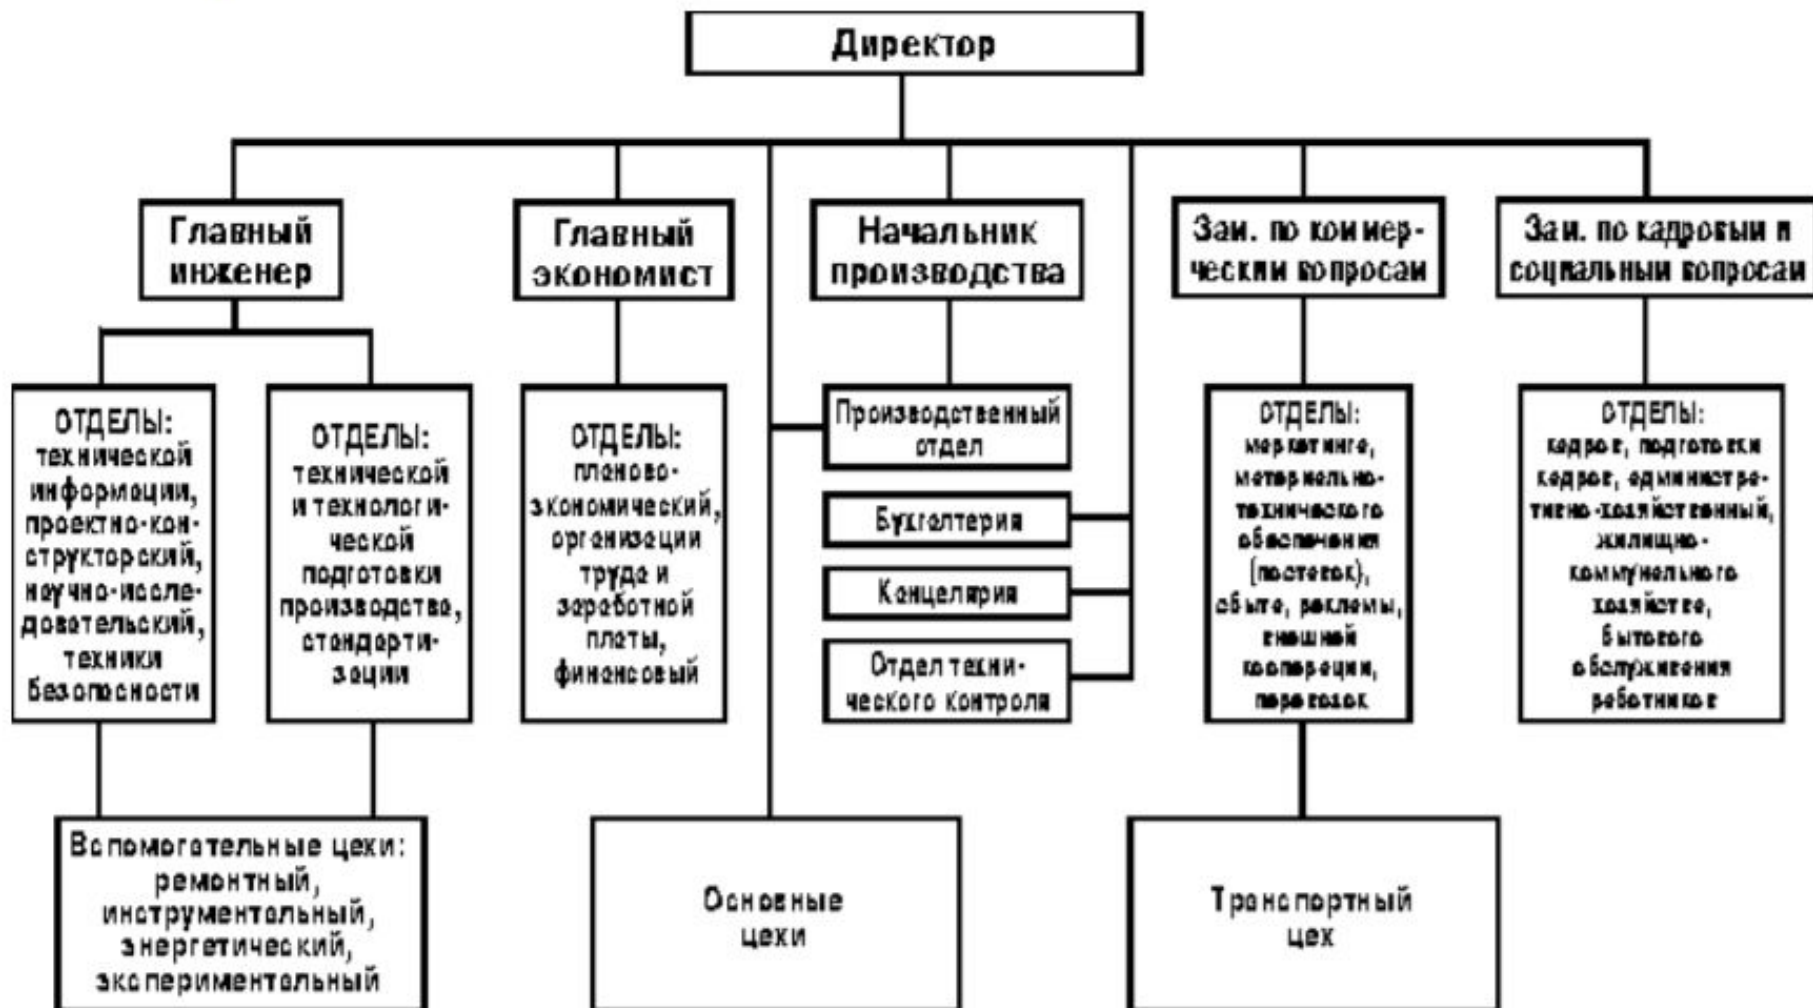 Директор
Главный
инженер
Главный
экономист
Начальник
производства
Зам. по коммер-
ческим вопросам
Зам. по кадровым и
социальным вопросам
ОТДЕЛЫ:
технической
информации,
проектно-кон-
структорский,
научно-иссле-
довательский,
техники
безопасности
ОТДЕЛЫ:
технической
и технологи-
ческой
подготовки
производства,
стандарти-
зации
ОТДЕЛЫ:
планово-
экономический,
организации
труда и
заработной
платы,
финансовый
Производственный
отдел
Бухгалтерия
Канцелярия
Отдел техни-
ческого контроля
ОТДЕЛЫ:
маркетинга,
материально-
технического
обеспечения
(поставок),
сбыта, рекламы,
внешней
кооперации,
перевозок
ОТДЕЛЫ:
кадров, подготовки
кадров, администра-
тивно-хозяйственный,
жилищно-
коммунального
хозяйства,
бытового
обслуживания
работников
Вспомогательные цехи:
ремонтный,
инструментальный,
энергетический,
экспериментальный
Основные
цехи
Транспортный
цех